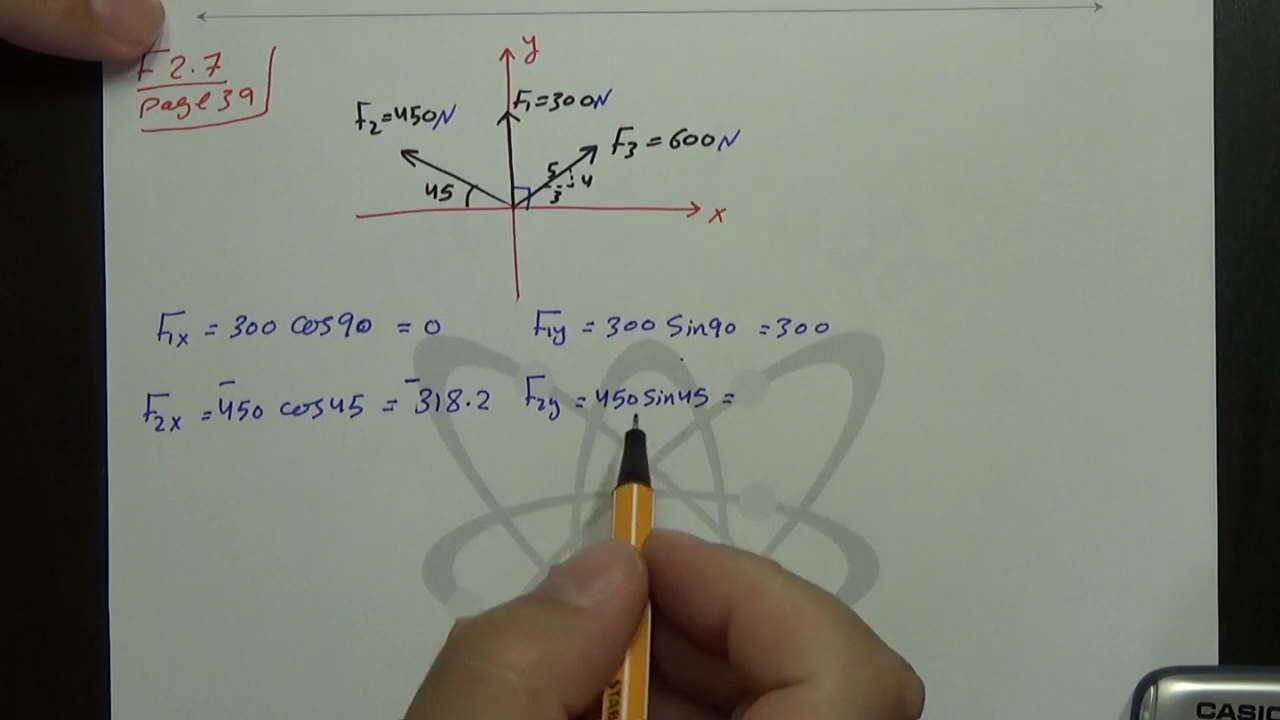 F2.7
page 39
y
F₁=300N
F₂=450N
F₃=600N
5
4
3
45
x
F₁x = 300 cos90 = 0
F₁y = 300 Sin90 = 300
F₂x = -450 cos45 = -318.2
F₂y = 450 sin45 =
CASIO